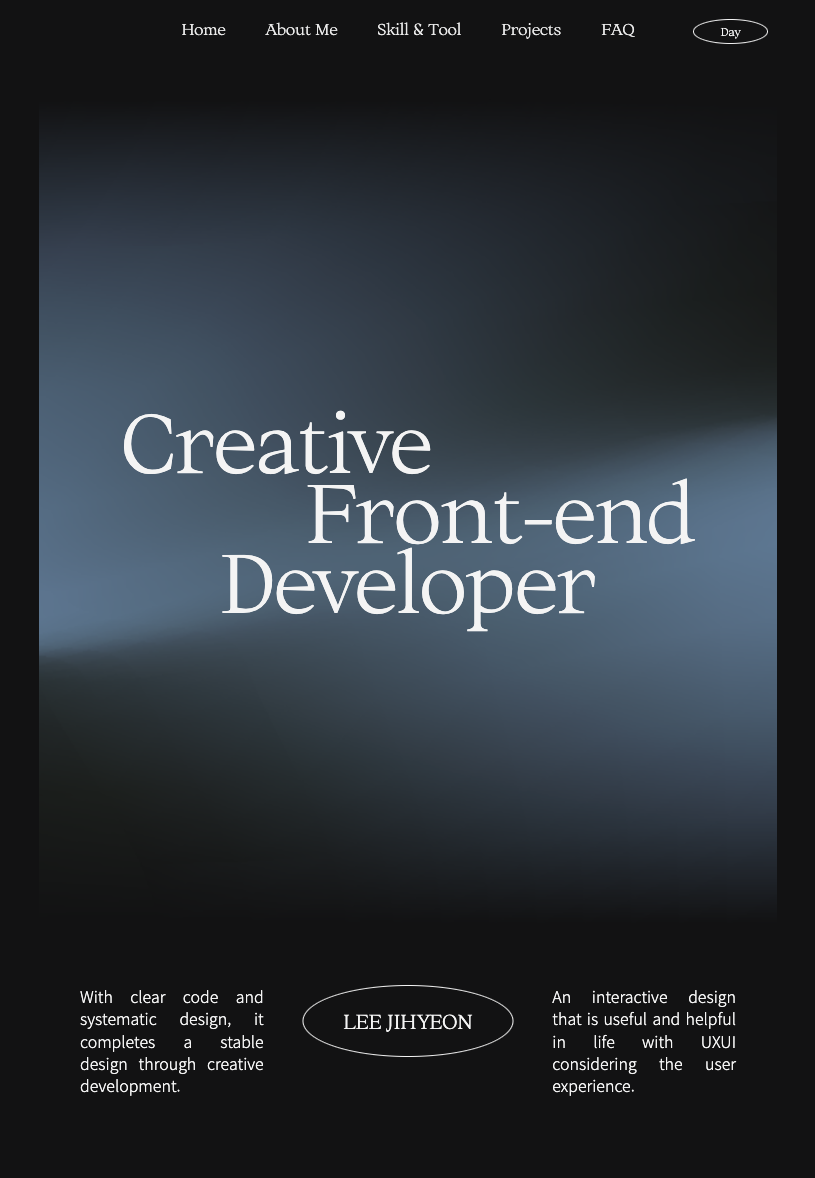 Home About Me Skill & Tool Projects FAQ Day
Creative
Front-end
Developer
With clear code and
systematic design, it
completes a stable
design through creative
development.
LEE JIHYEON
An interactive design
that is useful and helpful
in life with UXUI
considering the user
experience.